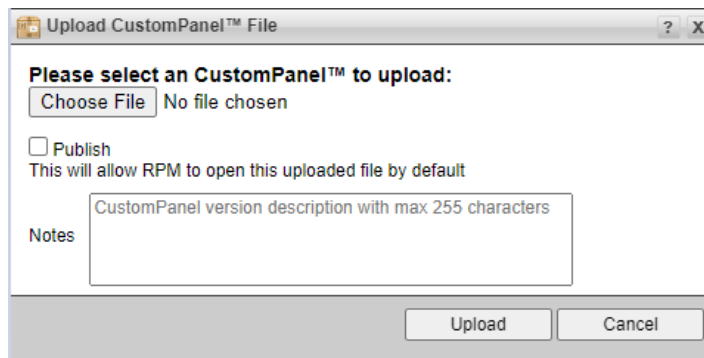 Upload CustomPanel™ File ? X
Please select an CustomPanel™ to upload:
Choose File No file chosen
Publish
This will allow RPM to open this uploaded file by default
CustomPanel version description with max 255 characters
Notes
Upload Cancel